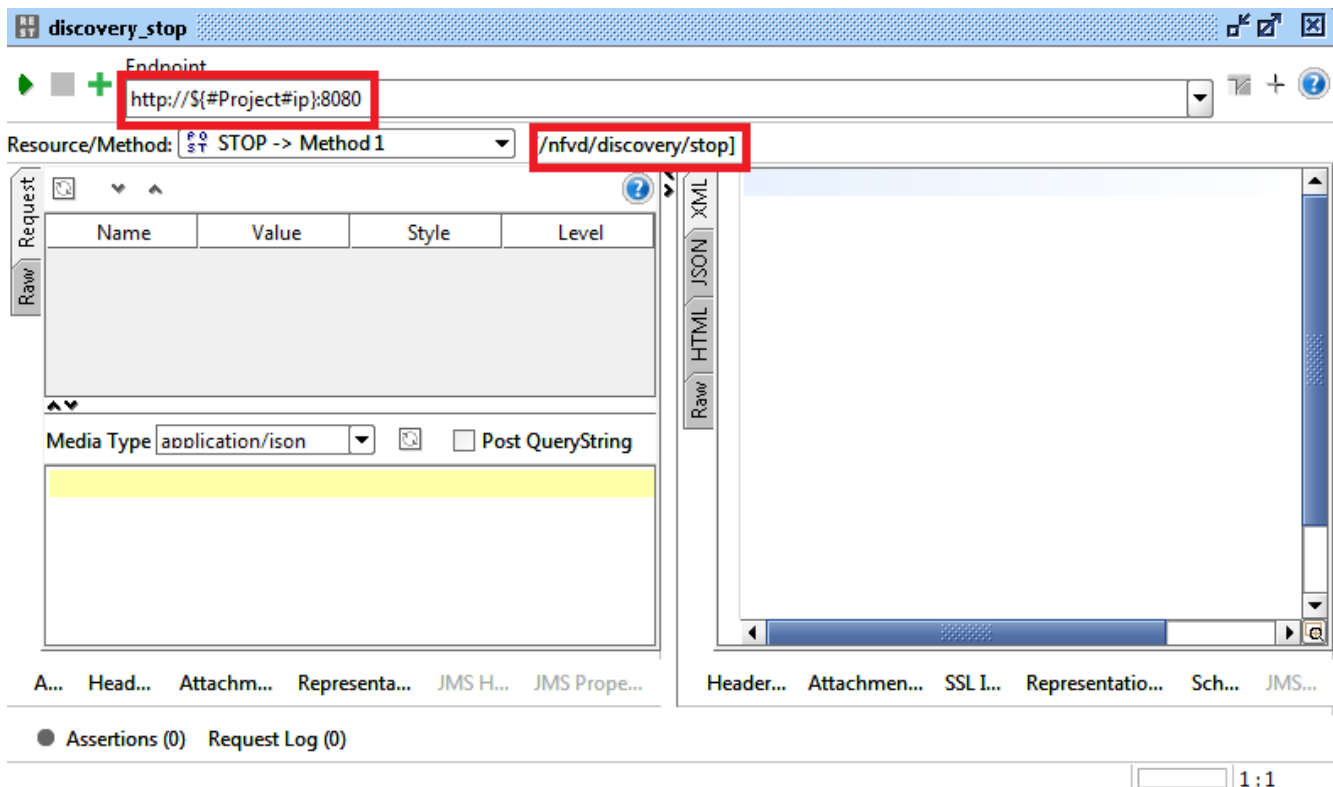 REST discovery_stop
Endpoint
http://${#Project#ip}:8080
Resource/Method: POST STOP -> Method 1 /nfvd/discovery/stop]
Request
Raw
Name Value Style Level
Media Type application/json Post QueryString
XML
JSON
HTML
Raw
A... Head... Attachm... Representa... JMS H... JMS Prope...
Header... Attachmen... SSL I... Representatio... Sch... JMS...
Assertions (0) Request Log (0)
1 : 1